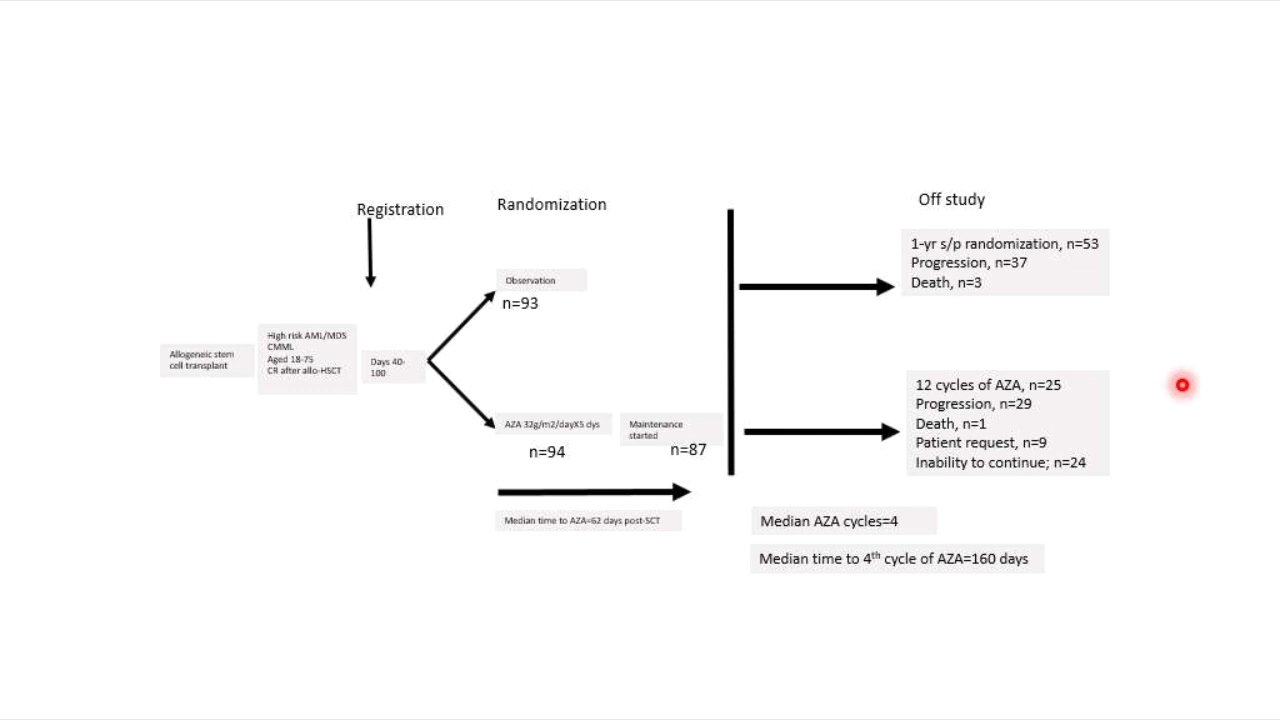 Registration
Randomization
Off study
Allogeneic stem
cell transplant
High risk AML/MDS
CMML
Aged 18-75
CR after allo-HSCT
Days 40-
100
Observation
n=93
AZA 32g/m2/dayX5 dys
n=94
Maintenance
started
n=87
Median time to AZA=62 days post-SCT
1-yr s/p randomization, n=53
Progression, n=37
Death, n=3
12 cycles of AZA, n=25
Progression, n=29
Death, n=1
Patient request, n=9
Inability to continue; n=24
Median AZA cycles=4
Median time to 4th cycle of AZA=160 days